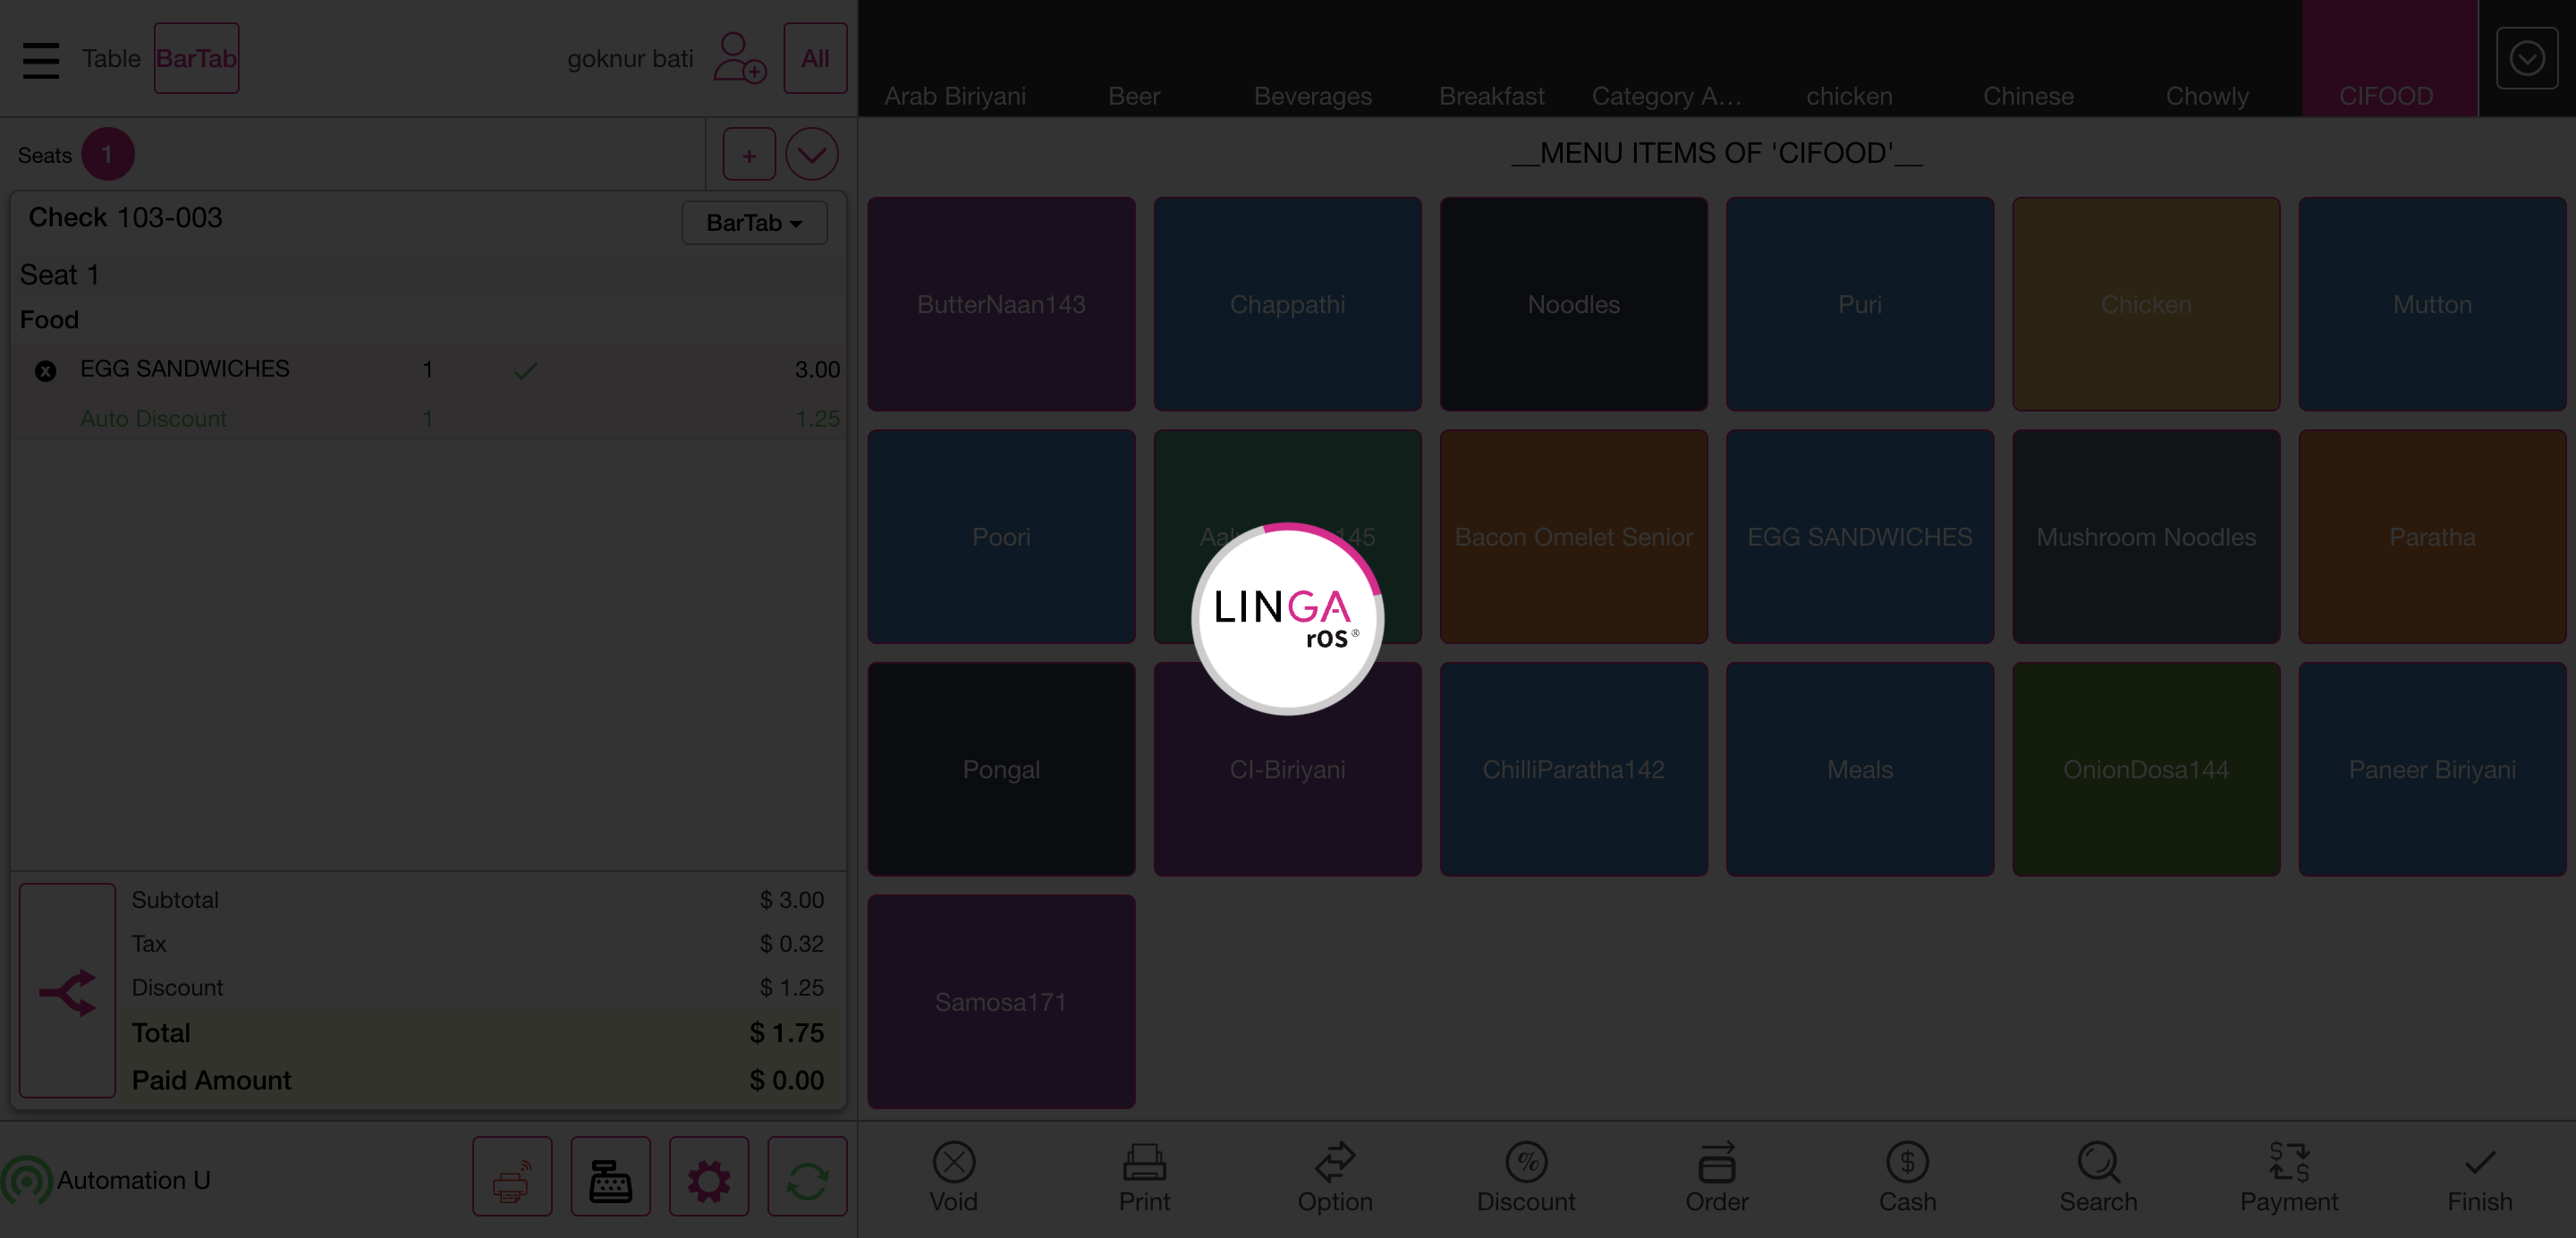 Table
BarTab
goknur bati
All
Seats
1
+
Check 103-003
BarTab
Seat 1
Food
x EGG SANDWICHES 1 3.00
Auto Discount 1 1.25
Subtotal $ 3.00
Tax $ 0.32
Discount $ 1.25
Total $ 1.75
Paid Amount $ 0.00
Automation U
Arab Biriyani Beer Beverages Breakfast Category A... chicken Chinese Chowly CIFOOD
__MENU ITEMS OF 'CIFOOD'__
ButterNaan143 Chappathi Noodles Puri Chicken Mutton
Poori 145 Bacon Omelet Senior EGG SANDWICHES Mushroom Noodles Paratha
LINGA
rOS®
Pongal CI-Biriyani ChilliParatha142 Meals OnionDosa144 Paneer Biriyani
Samosa171
Void Print Option Discount Order Cash Search Payment Finish